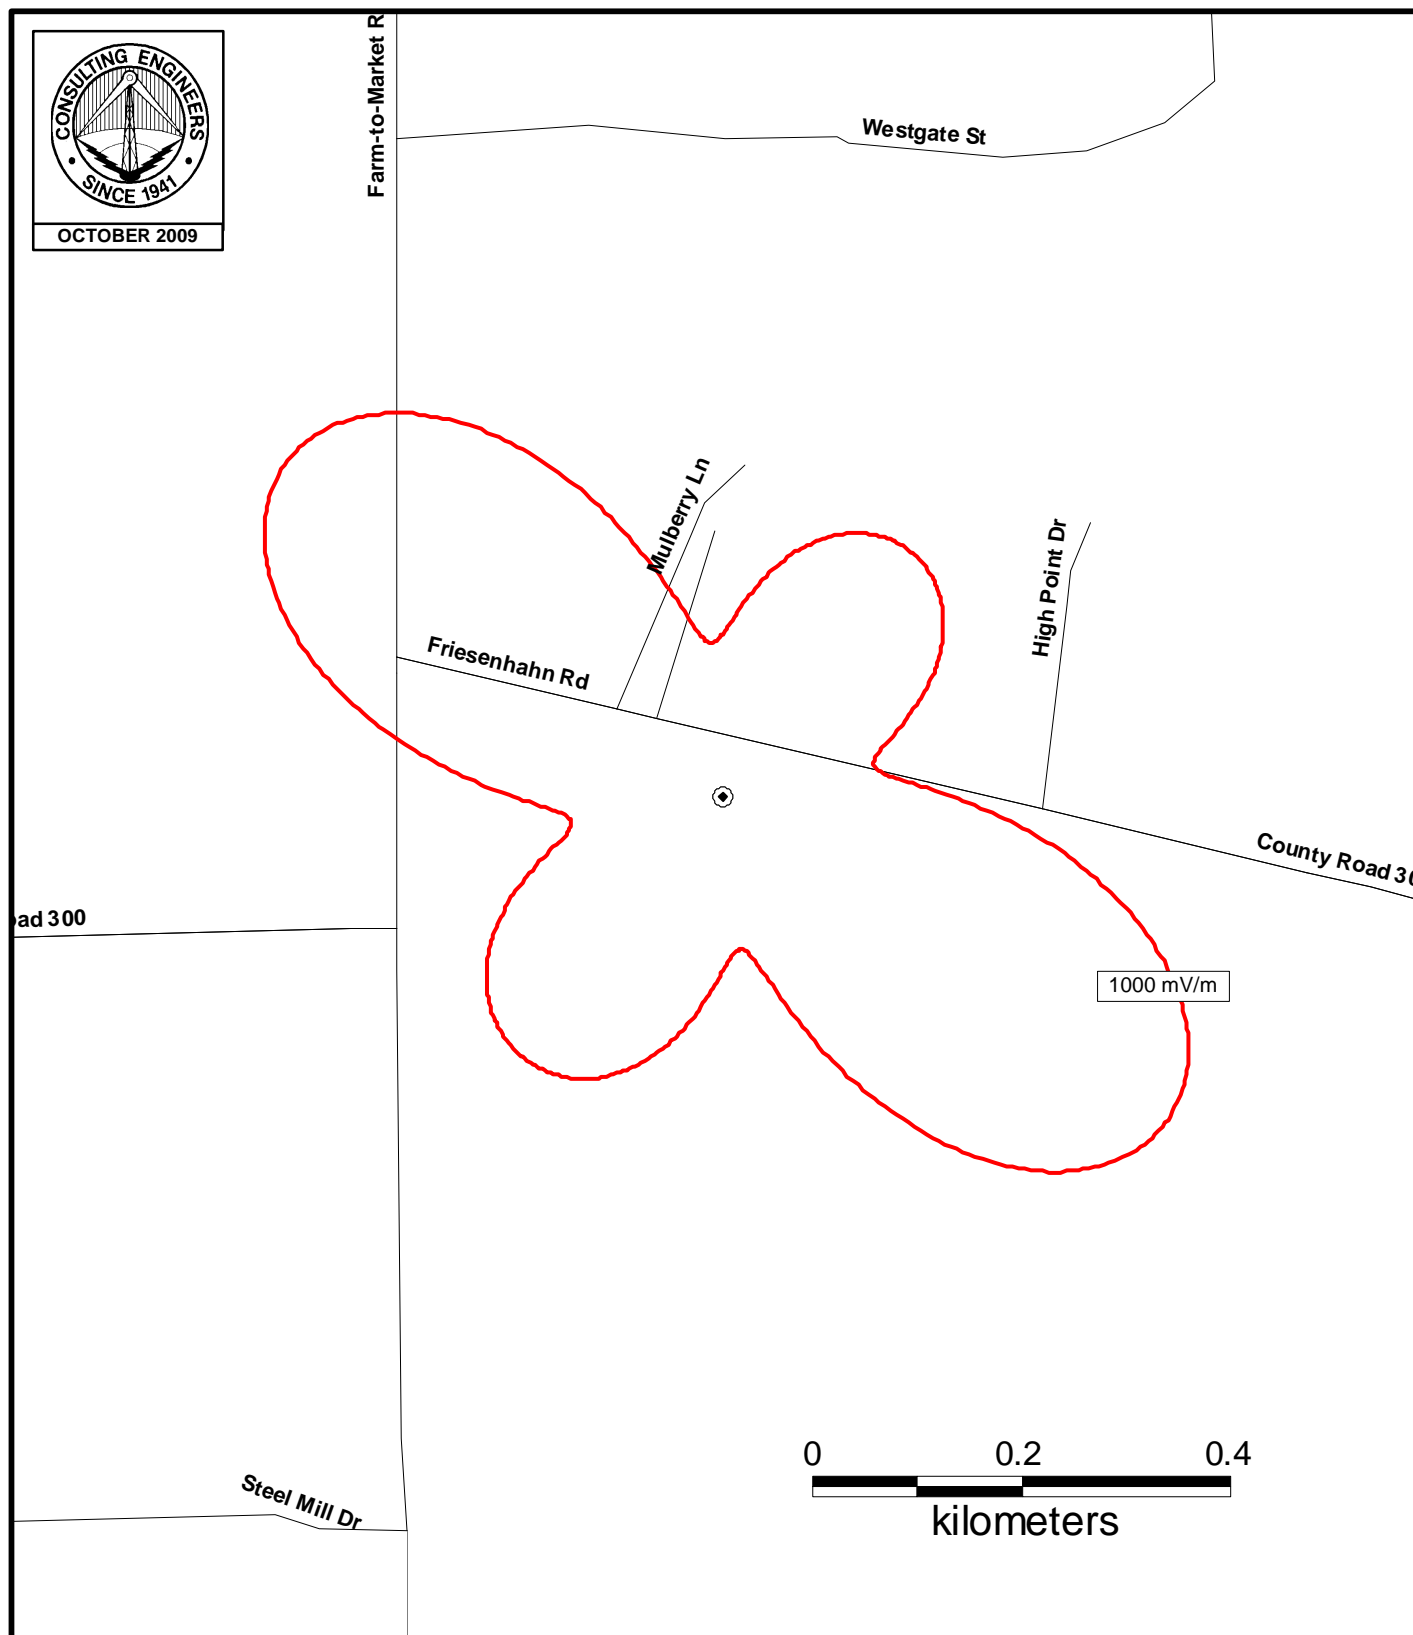 CONSULTING ENGINEERS
SINCE 1941
OCTOBER 2009
Farm-to-Market R
Westgate St
Mulberry Ln
High Point Dr
Friesenhahn Rd
County Road 30
oad 300
1000 mV/m
0 0.2 0.4
kilometers
Steel Mill Dr